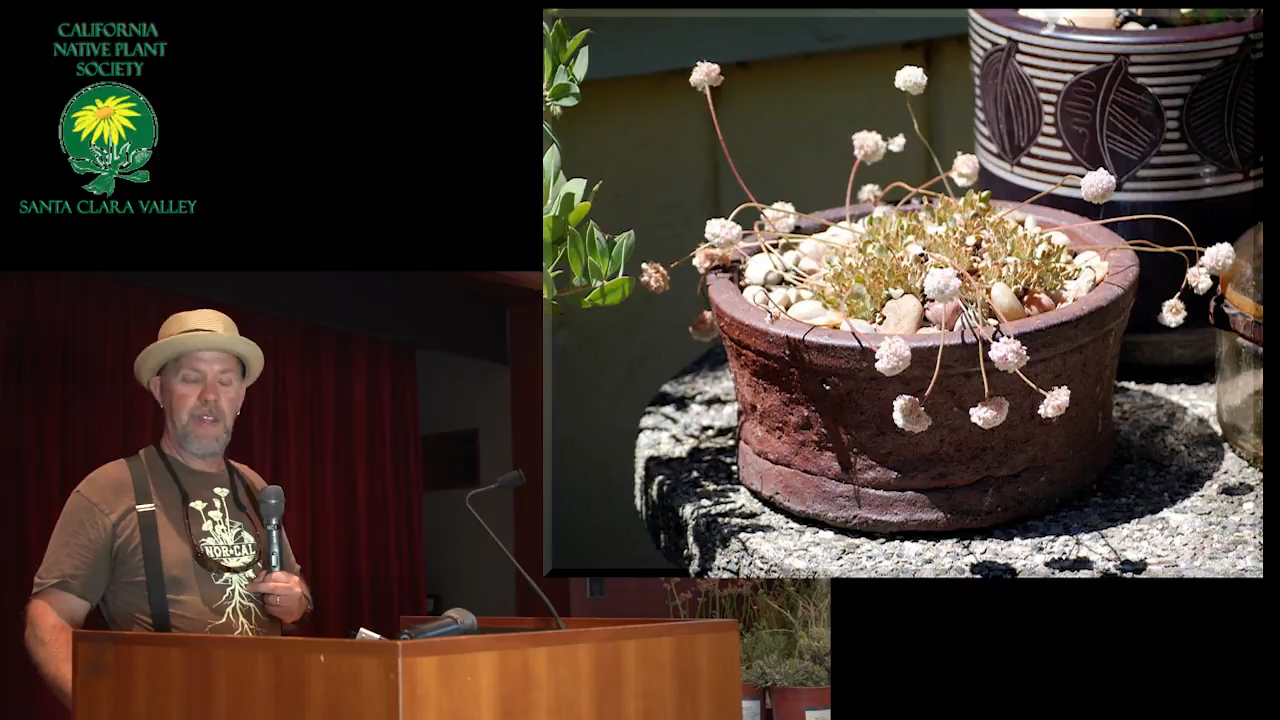 CALIFORNIA
NATIVE PLANT
SOCIETY
SANTA CLARA VALLEY
NOR CAL